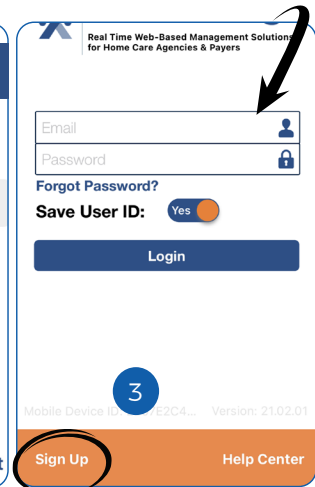 Real Time Web-Based Management Solutions
for Home Care Agencies & Payers
Email
Password
Forgot Password?
Save User ID: Yes
Login
3
Mobile Device ID: E2C4... Version: 21.02.01
t
Sign Up Help Center